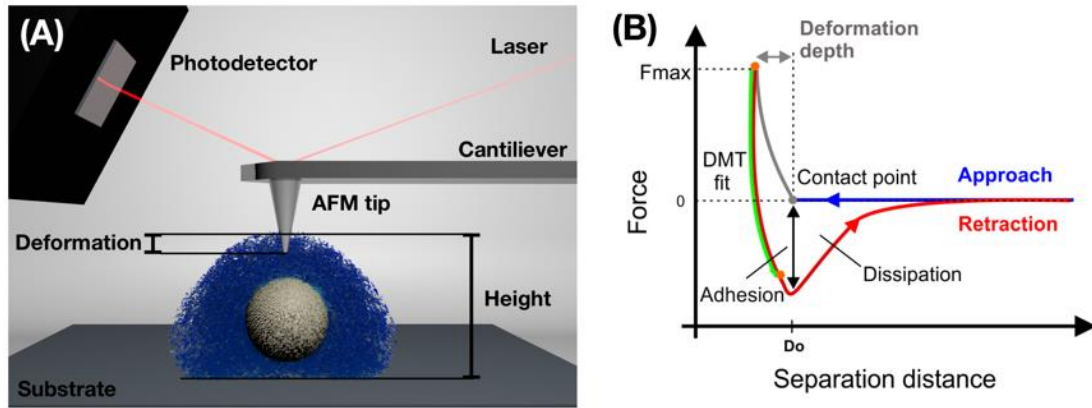 (A)
Photodetector
Laser
Cantiliever
AFM tip
Deformation
Height
Substrate
(B)
Deformation
depth
Fmax
DMT
fit
Contact point
Approach
0
Force
Retraction
Adhesion
Dissipation
Do
Separation distance